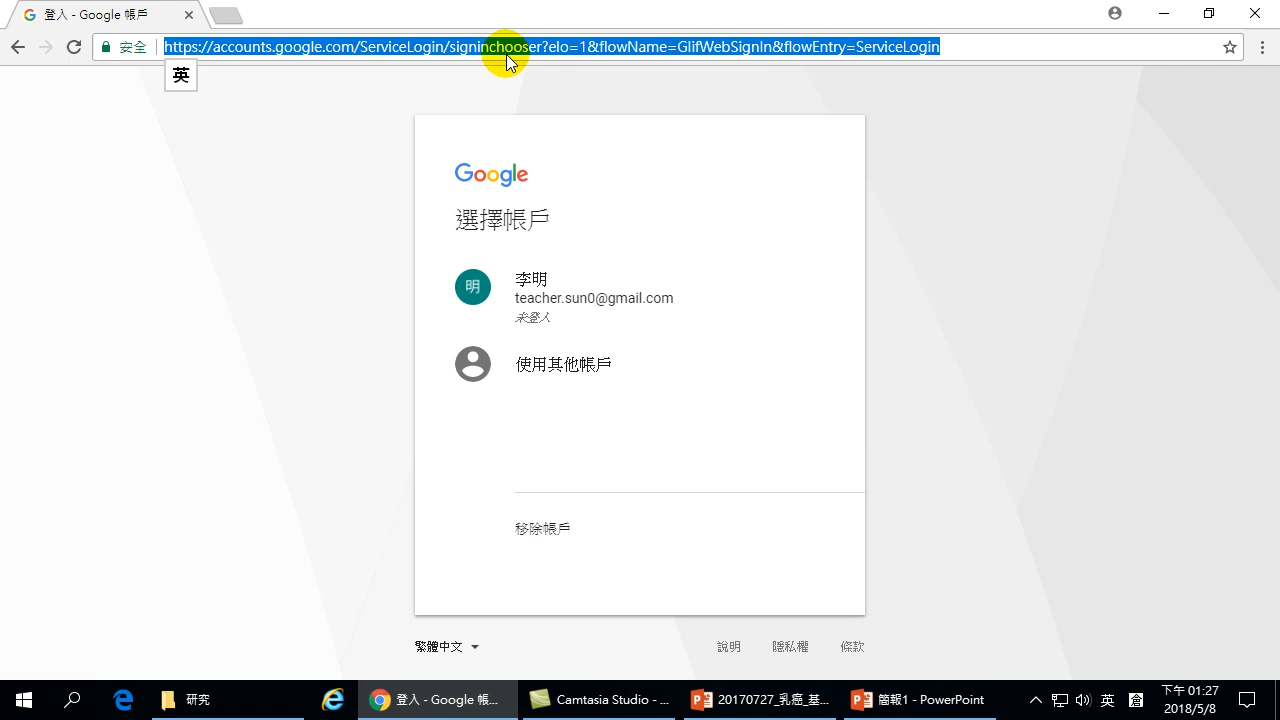 登入 - Google 帳戶
安全
https://accounts.google.com/ServiceLogin/signinchooser?elo=1&flowName=GlifWebSignIn&flowEntry=ServiceLogin
英
Google
選擇帳戶
明
李明
teacher.sun0@gmail.com
未登入
使用其他帳戶
移除帳戶
繁體中文
說明
隱私權
條款
研究
登入 - Google 帳...
Camtasia Studio - ...
20170727_乳癌_基...
簡報1 - PowerPoint
英
倉
下午 01:27
2018/5/8